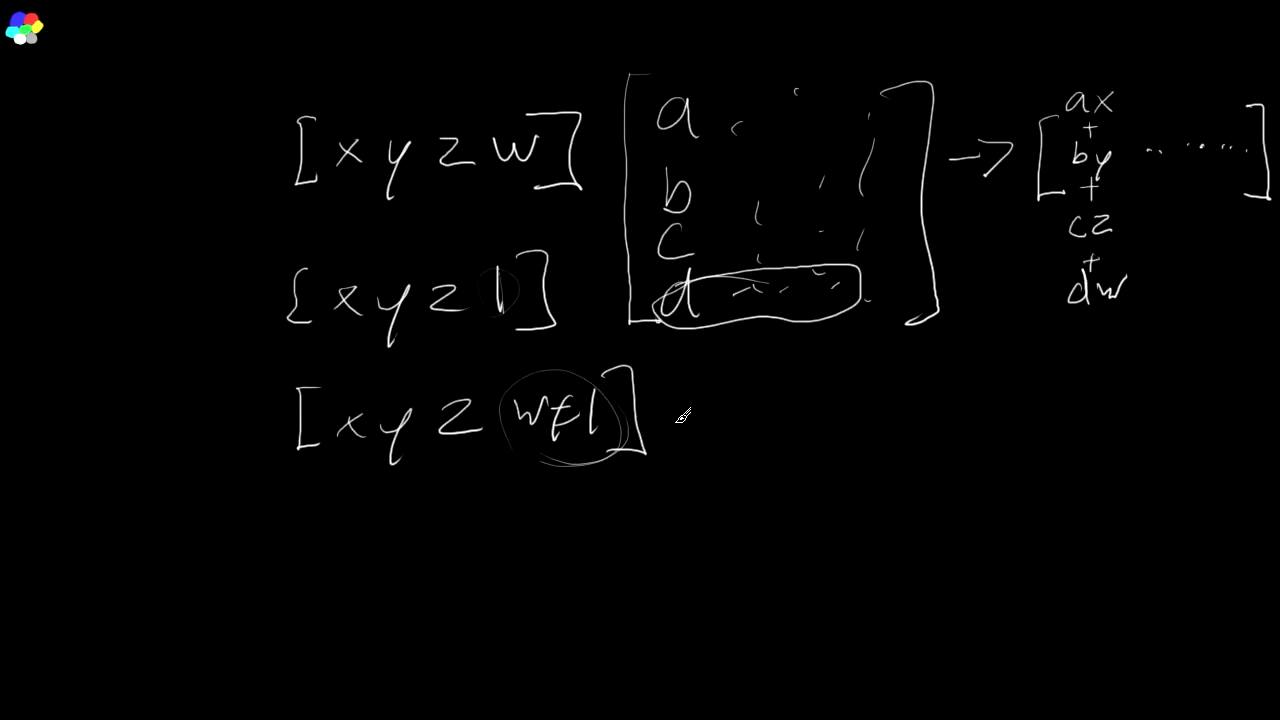 [x y z w] [a b c d] → [ax + by + cz + dw ... ... ]
[x y z 1]
[x y z w≠1]